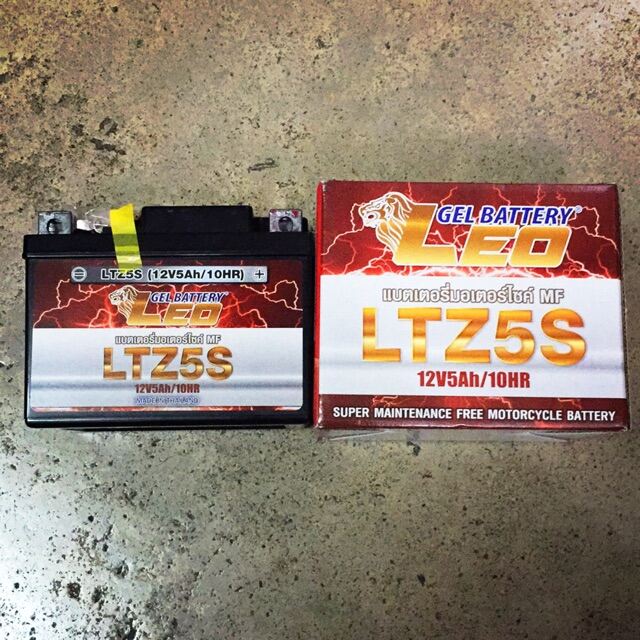 LTZ5S (12V5Ah/10HR) +
GEL BATTERY
LEO
แบตเตอรี่มอเตอร์ไซค์ MF
LTZ5S
12V5Ah/10HR
MADE IN THAILAND
GEL BATTERY®
LEO
แบตเตอรี่มอเตอร์ไซค์ MF
LTZ5S
12V5Ah/10HR
SUPER MAINTENANCE FREE MOTORCYCLE BATTERY